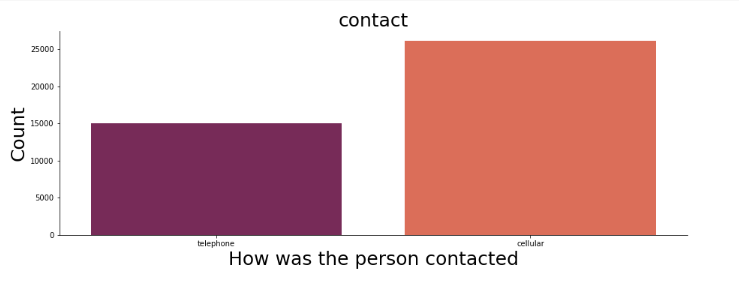 contact
Count
25000
20000
15000
10000
5000
0
telephone cellular
How was the person contacted